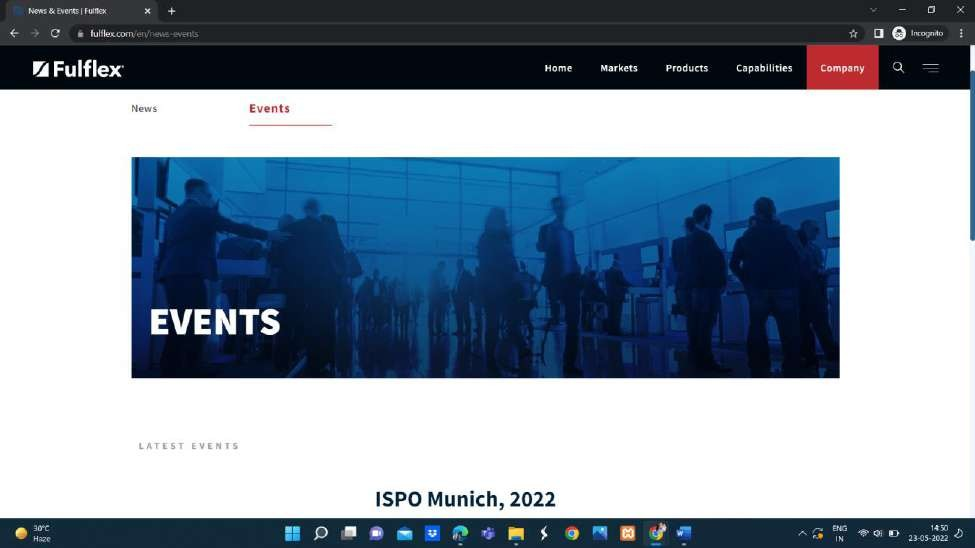 News & Events | Fulflex
fulflex.com/en/news-events
Incognito
Fulflex
Home
Markets
Products
Capabilities
Company
News
Events
EVENTS
LATEST EVENTS
ISPO Munich, 2022
30°C
Haze
ENG
IN
14:50
23-05-2022